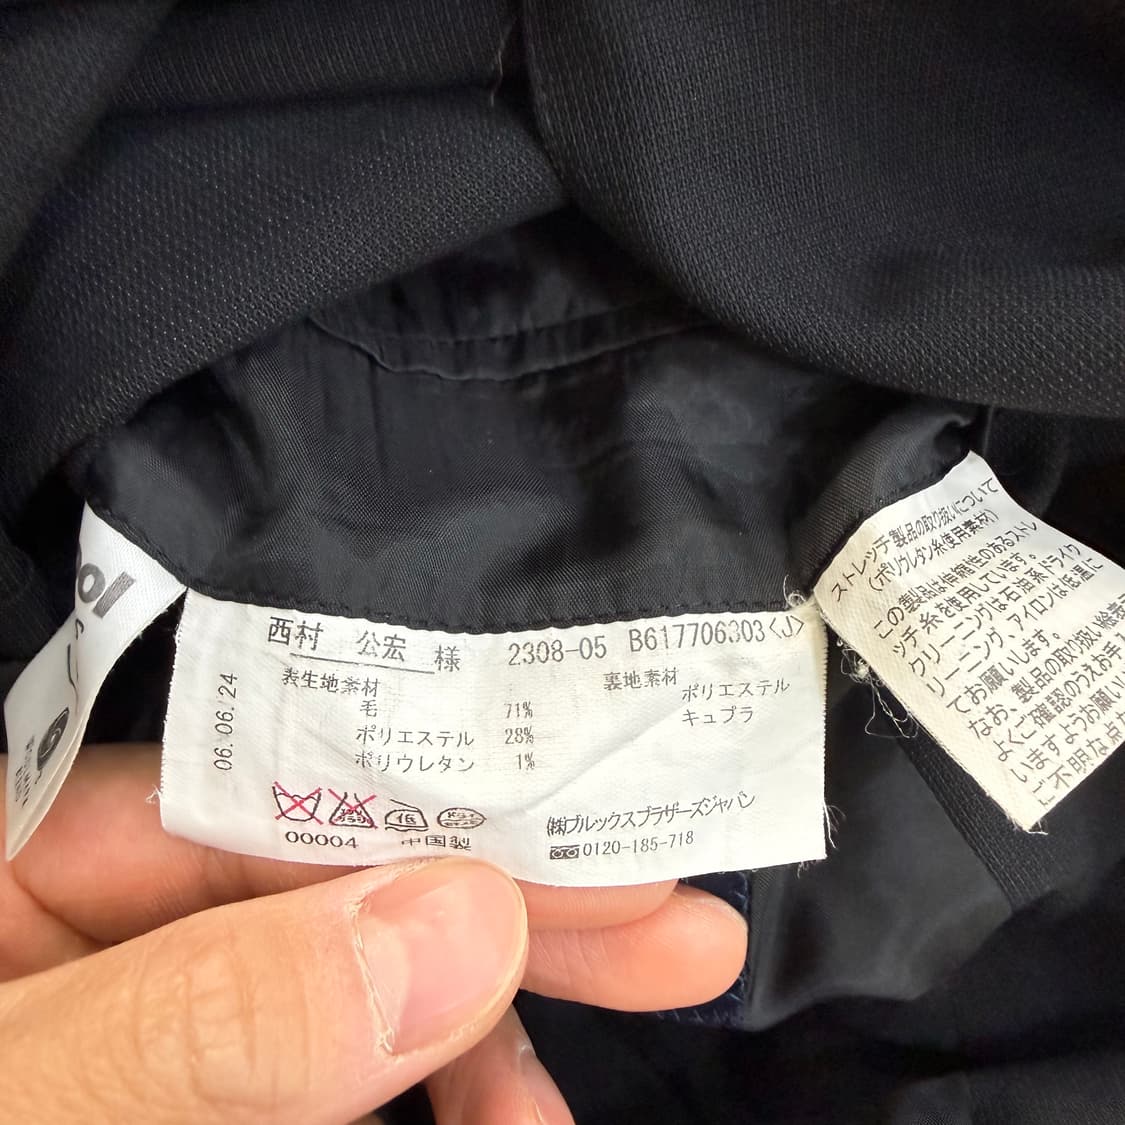 西村 公宏 様 2308-05 B617706303<J>
06.06.24
表生地素材
毛 71%
ポリエステル 28%
ポリウレタン 1%
裏地素材
ポリエステル
キュプラ
00004 中国製
低
(株)ブルックスブラザーズジャパン
0120-185-718
ストレッチ製品の取り扱いについて
(ポリウレタン糸使用素材)
この製品は伸縮性のあるストレ
ッチ糸を使用しています。
クリーニングは石油系ドライク
リーニング、アイロンは低温に
てお願いします。
なお、製品の取り扱い絵表
よくご確認のうえお手
いますようお願い
ご不明な点